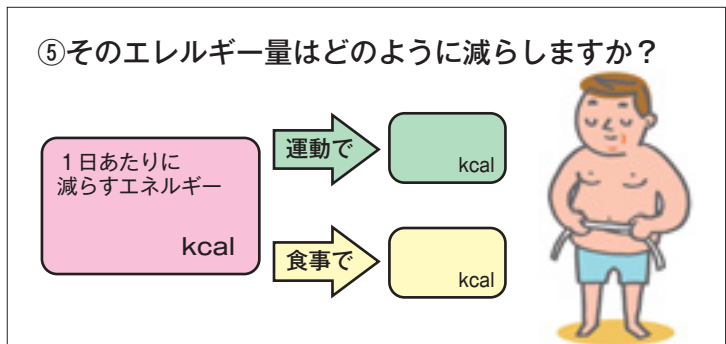 ⑤そのエレルギー量はどのように減らしますか？
１日あたりに
減らすエネルギー
kcal
運動で
kcal
食事で
kcal